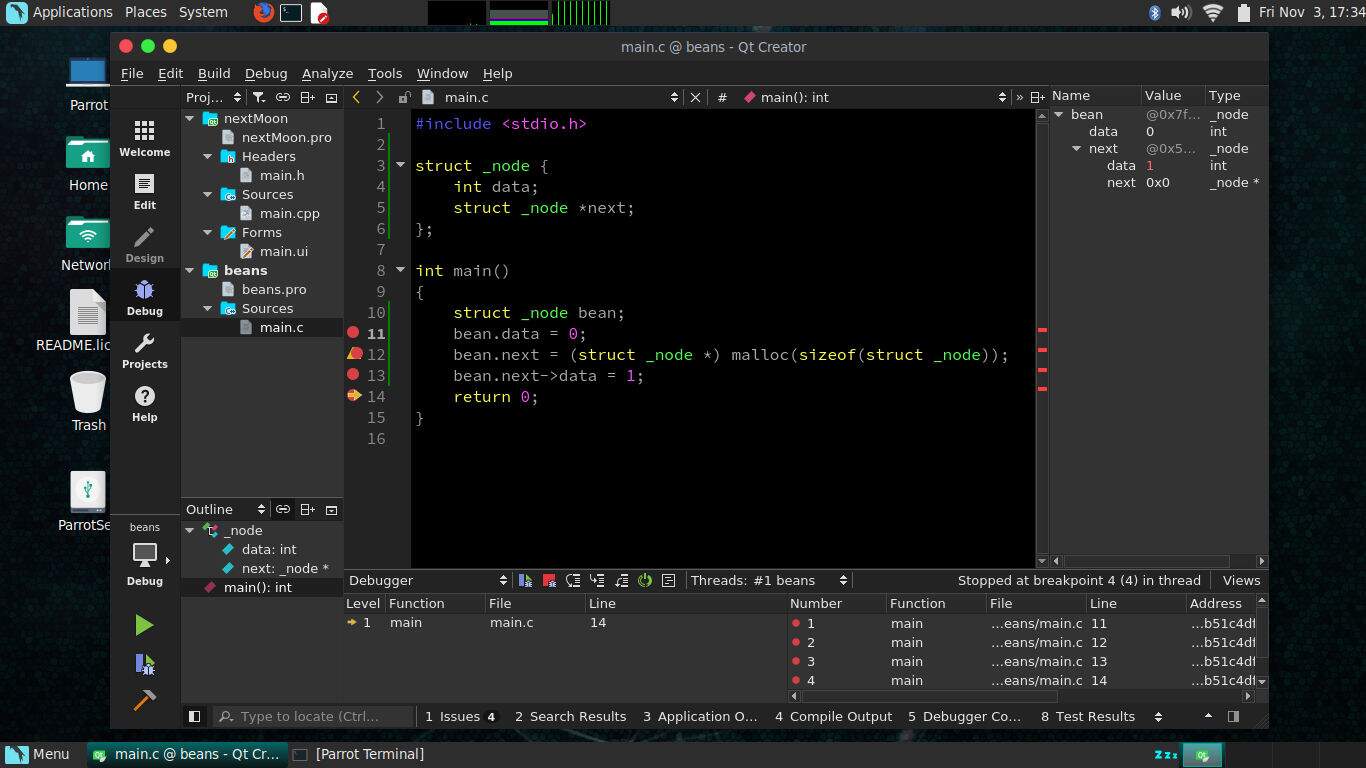 Applications Places System
Fri Nov 3, 17:34
Parrot
Home
README.lic
Trash
main.c @ beans - Qt Creator
File Edit Build Debug Analyze Tools Window Help
Welcome
Edit
Design
Debug
Projects
Help
beans
Debug
Proj...
nextMoon
nextMoon.pro
Headers
main.h
Sources
main.cpp
Forms
main.ui
beans
beans.pro
Sources
main.c
Outline
_node
data: int
next: _node *
main(): int
main.c # main(): int »
1 #include <stdio.h>
2
3 struct _node {
4 int data;
5 struct _node *next;
6 };
7
8 int main()
9 {
10 struct _node bean;
11 bean.data = 0;
12 bean.next = (struct _node *) malloc(sizeof(struct _node));
13 bean.next->data = 1;
14 return 0;
15 }
16
Name Value Type
bean @0x7f... _node
data 0 int
next @0x5... _node
data 1 int
next 0x0 _node *
Debugger Threads: #1 beans Stopped at breakpoint 4 (4) in thread Views
Level Function File Line
1 main main.c 14
Number Function File Line Address
1 main ...eans/main.c 11 ...b51c4df
2 main ...eans/main.c 12 ...b51c4df
3 main ...eans/main.c 13 ...b51c4df
4 main ...eans/main.c 14 ...b51c4df
Type to locate (Ctrl... 1 Issues 4 2 Search Results 3 Application O... 4 Compile Output 5 Debugger Co... 8 Test Results
Menu main.c @ beans - Qt Cr... [Parrot Terminal] zzz